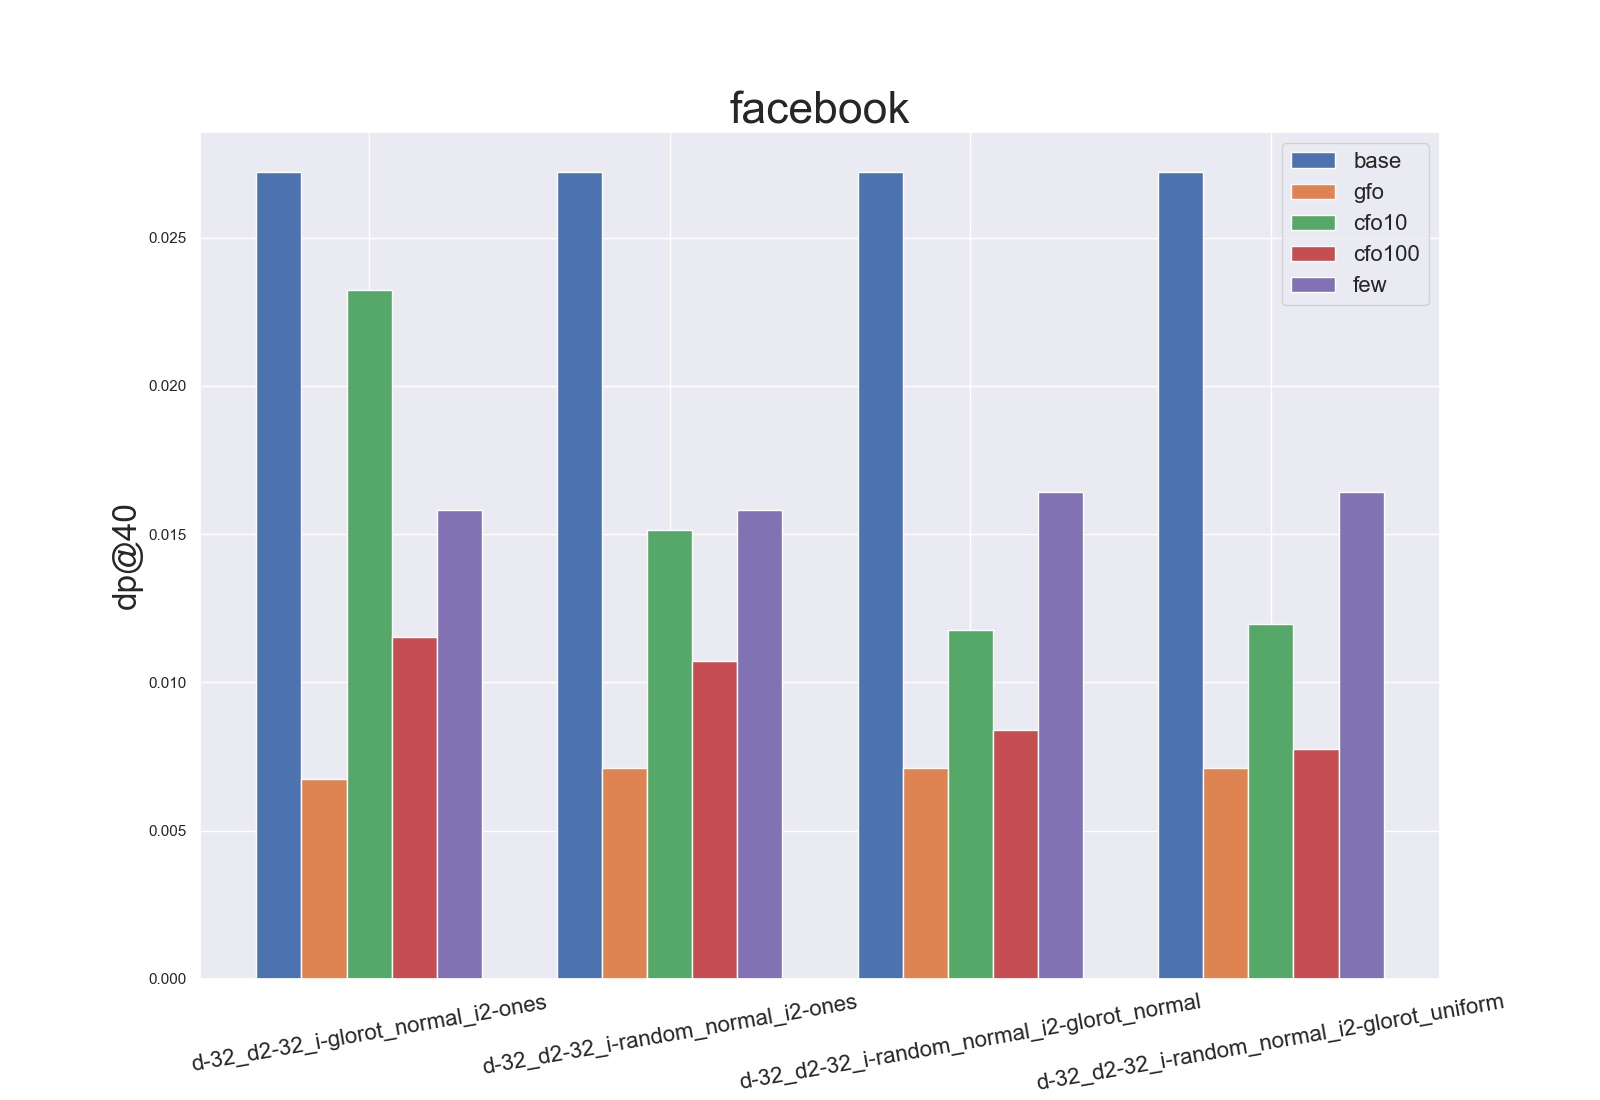 facebook
base
gfo
cfo10
cfo100
few
dp@40
0.025
0.020
0.015
0.010
0.005
0.000
d-32_d2-32_i-glorot_normal_i2-ones
d-32_d2-32_i-random_normal_i2-ones
d-32_d2-32_i-random_normal_i2-glorot_normal
d-32_d2-32_i-random_normal_i2-glorot_uniform